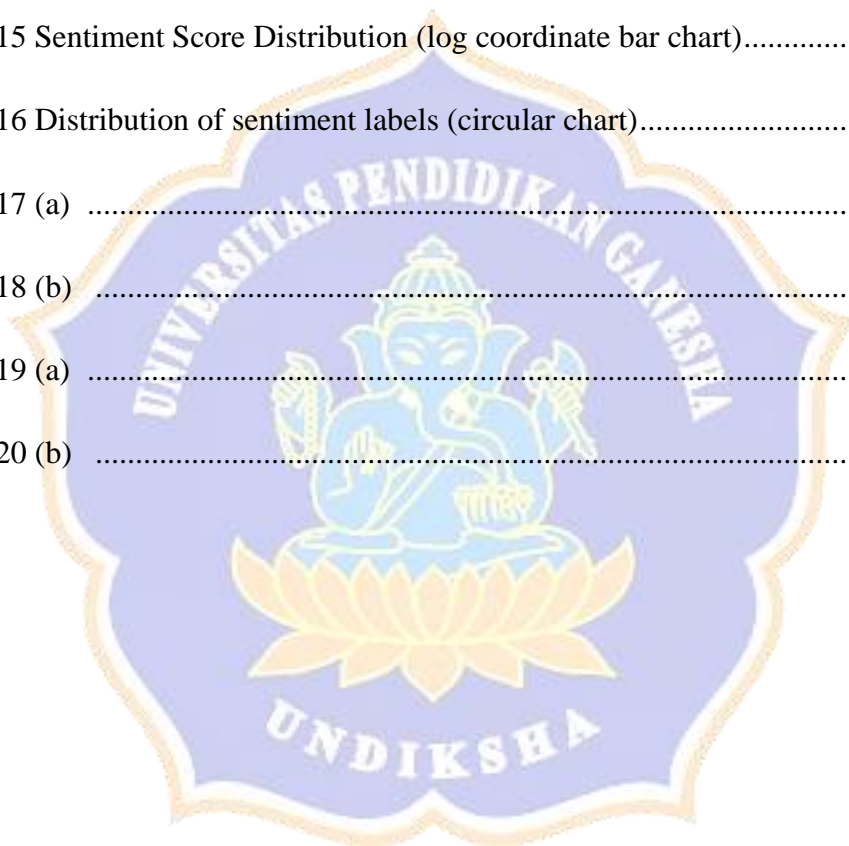 15 Sentiment Score Distribution (log coordinate bar chart).............
16 Distribution of sentiment labels (circular chart)..........................
17 (a) ................................................................................................
18 (b) ...............................................................................................
19 (a) ................................................................................................
20 (b) ...............................................................................................
UNIVERSITAS PENDIDIKAN GANESHA
UNDIKSHA